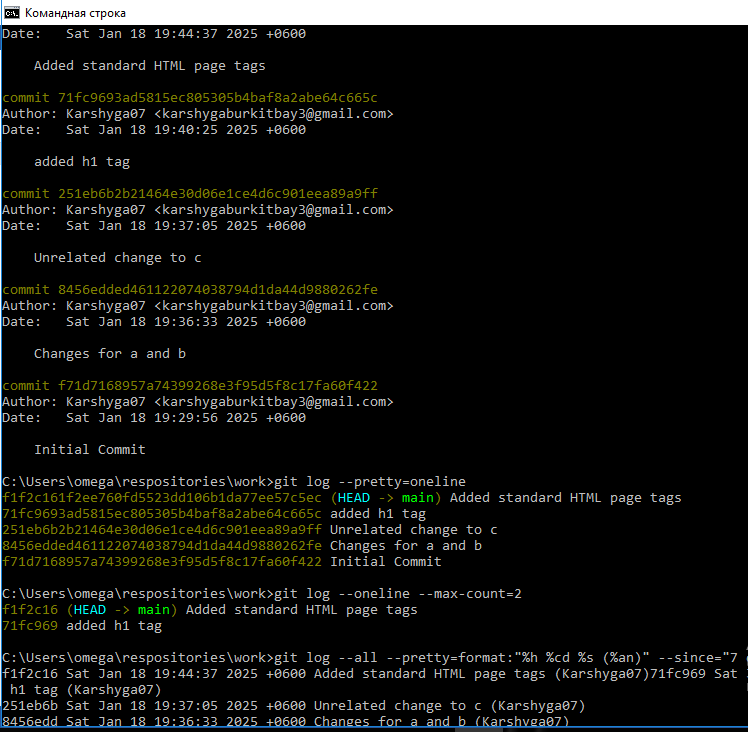 Командная строка
Date:   Sat Jan 18 19:44:37 2025 +0600
Added standard HTML page tags
commit 71fc9693ad5815ec805305b4baf8a2abe64c665c
Author: Karshyga07 <karshygaburkitbay3@gmail.com>
Date:   Sat Jan 18 19:40:25 2025 +0600
added h1 tag
commit 251eb6b2b21464e30d06e1ce4d6c901eea89a9ff
Author: Karshyga07 <karshygaburkitbay3@gmail.com>
Date:   Sat Jan 18 19:37:05 2025 +0600
Unrelated change to c
commit 8456edded461122074038794d1da44d9880262fe
Author: Karshyga07 <karshygaburkitbay3@gmail.com>
Date:   Sat Jan 18 19:36:33 2025 +0600
Changes for a and b
commit f71d7168957a74399268e3f95d5f8c17fa60f422
Author: Karshyga07 <karshygaburkitbay3@gmail.com>
Date:   Sat Jan 18 19:29:56 2025 +0600
Initial Commit
C:\Users\omega\respositories\work>git log --pretty=oneline
f1f2c161f2ee760fd5523dd106b1da77ee57c5ec (HEAD -> main) Added standard HTML page tags
71fc9693ad5815ec805305b4baf8a2abe64c665c added h1 tag
251eb6b2b21464e30d06e1ce4d6c901eea89a9ff Unrelated change to c
8456edded461122074038794d1da44d9880262fe Changes for a and b
f71d7168957a74399268e3f95d5f8c17fa60f422 Initial Commit
C:\Users\omega\respositories\work>git log --oneline --max-count=2
f1f2c16 (HEAD -> main) Added standard HTML page tags
71fc969 added h1 tag
C:\Users\omega\respositories\work>git log --all --pretty=format:"%h %cd %s (%an)" --since="7
f1f2c16 Sat Jan 18 19:44:37 2025 +0600 Added standard HTML page tags (Karshyga07)71fc969 Sat
h1 tag (Karshyga07)
251eb6b Sat Jan 18 19:37:05 2025 +0600 Unrelated change to c (Karshyga07)
8456edd Sat Jan 18 19:36:33 2025 +0600 Changes for a and b (Karshyga07)